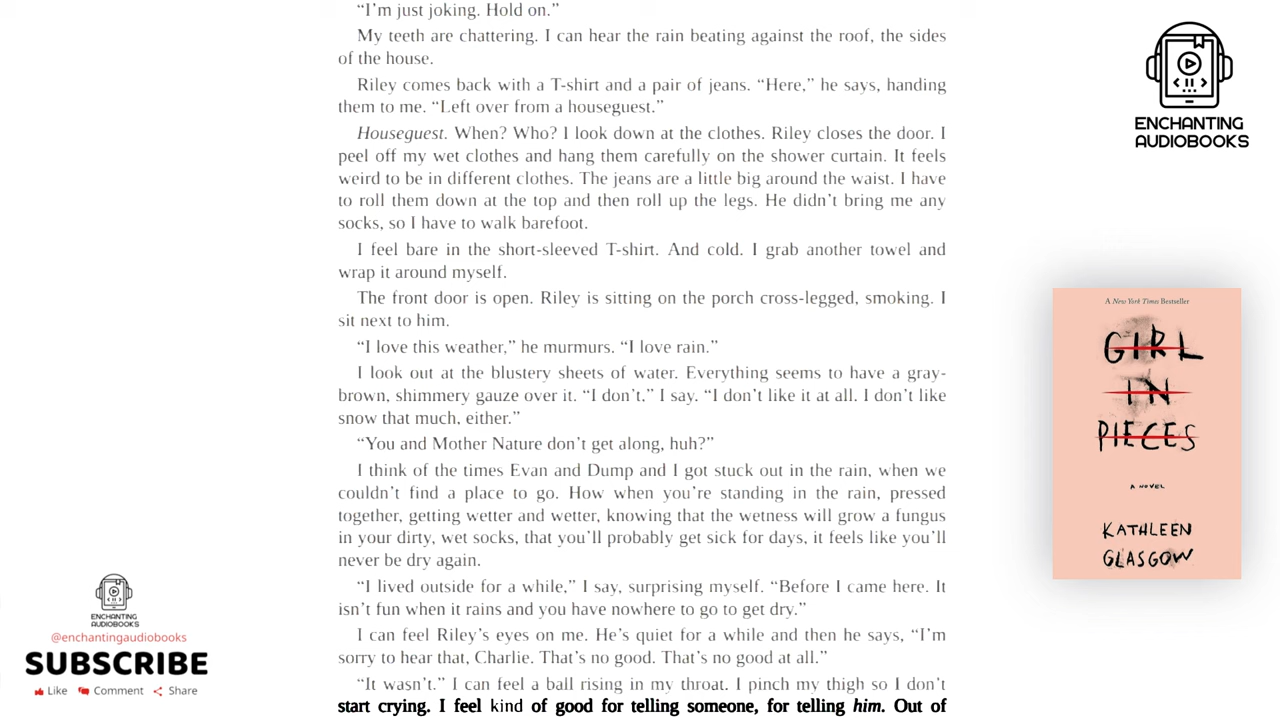 “I’m just joking. Hold on.”
My teeth are chattering. I can hear the rain beating against the roof, the sides
of the house.
Riley comes back with a T-shirt and a pair of jeans. “Here,” he says, handing
them to me. “Left over from a houseguest.”
Houseguest. When? Who? I look down at the clothes. Riley closes the door. I
peel off my wet clothes and hang them carefully on the shower curtain. It feels
weird to be in different clothes. The jeans are a little big around the waist. I have
to roll them down at the top and then roll up the legs. He didn’t bring me any
socks, so I have to walk barefoot.
I feel bare in the short-sleeved T-shirt. And cold. I grab another towel and
wrap it around myself.
The front door is open. Riley is sitting on the porch cross-legged, smoking. I
sit next to him.
“I love this weather,” he murmurs. “I love rain.”
I look out at the blustery sheets of water. Everything seems to have a gray-
brown, shimmery gauze over it. “I don’t,” I say. “I don’t like it at all. I don’t like
snow that much, either.”
“You and Mother Nature don’t get along, huh?”
I think of the times Evan and Dump and I got stuck out in the rain, when we
couldn’t find a place to go. How when you’re standing in the rain, pressed
together, getting wetter and wetter, knowing that the wetness will grow a fungus
in your dirty, wet socks, that you’ll probably get sick for days, it feels like you’ll
never be dry again.
“I lived outside for a while,” I say, surprising myself. “Before I came here. It
isn’t fun when it rains and you have nowhere to go to get dry.”
I can feel Riley’s eyes on me. He’s quiet for a while and then he says, “I’m
sorry to hear that, Charlie. That’s no good. That’s no good at all.”
“It wasn’t.” I can feel a ball rising in my throat. I pinch my thigh so I don’t
start crying. I feel kind of good for telling someone, for telling him. Out of
ENCHANTING
AUDIOBOOKS
A New York Times Bestseller
GIRL
IN
PIECES
A NOVEL
KATHLEEN
GLASGOW
ENCHANTING
AUDIOBOOKS
@enchantingaudiobooks
SUBSCRIBE
Like Comment Share